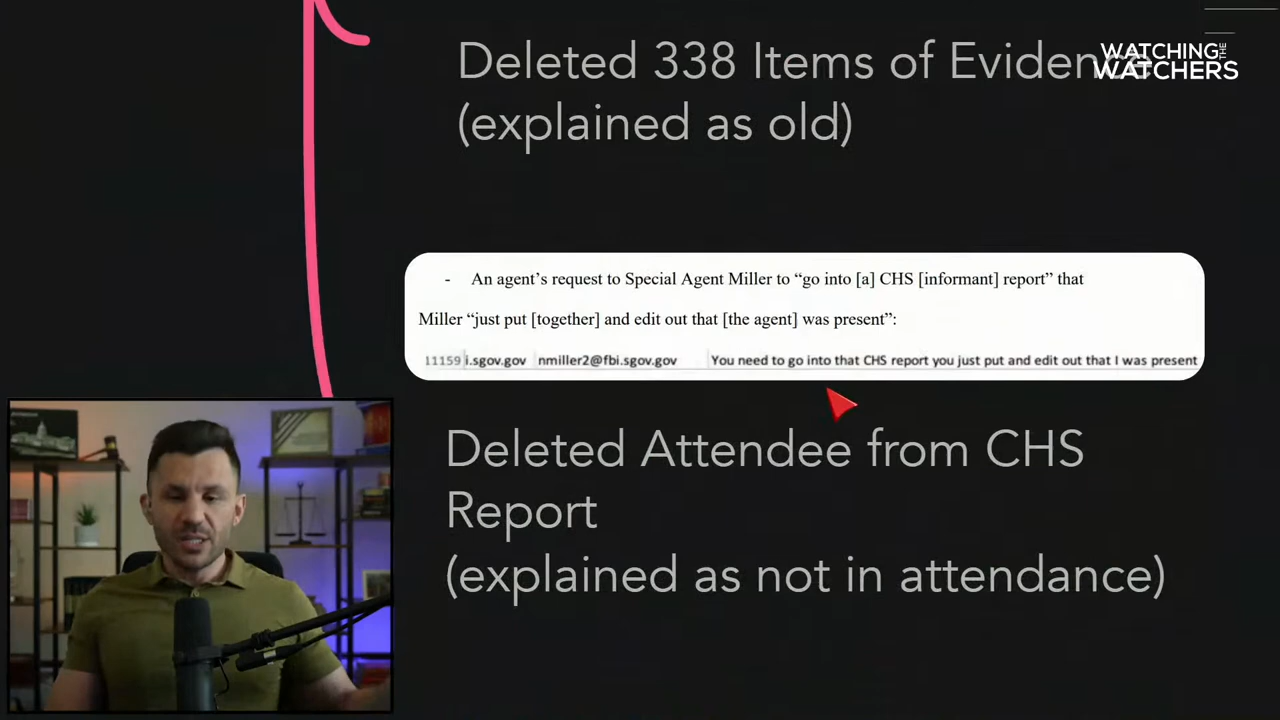 Deleted 338 Items of Evidence
WATCHING THE
WATCHERS
(explained as old)
- An agent's request to Special Agent Miller to “go into [a] CHS [informant] report” that
Miller “just put [together] and edit out that [the agent] was present”:
11159 i.sgov.gov nmiller2@fbi.sgov.gov You need to go into that CHS report you just put and edit out that I was present
Deleted Attendee from CHS
Report
(explained as not in attendance)